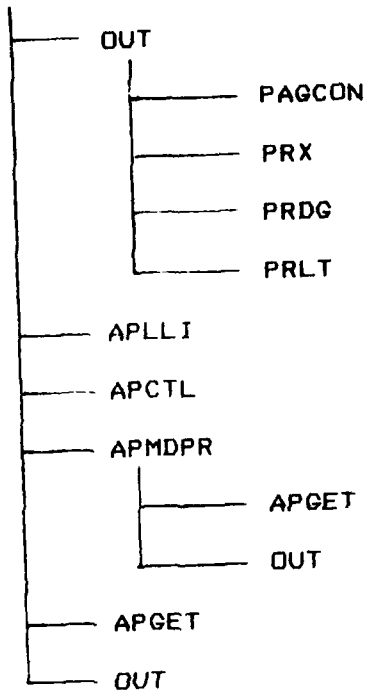 OUT
PAGCON
PRX
PRDG
PRLT
APLLI
APCTL
APMDPR
APGET
OUT
APGET
OUT